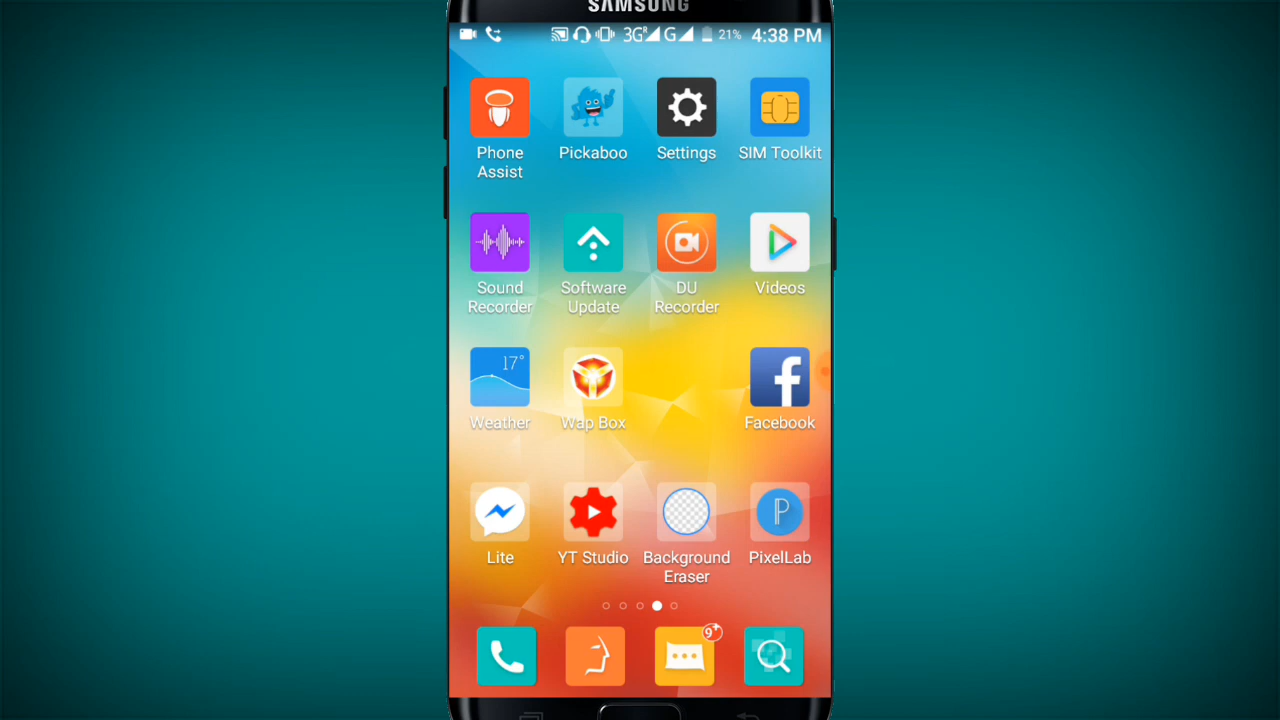 SAMSUNG
3G R G 21% 4:38 PM
Phone Assist
Pickaboo
Settings
SIM Toolkit
Sound Recorder
Software Update
DU Recorder
Videos
17°
Weather
Wap Box
Facebook
Lite
YT Studio
Background Eraser
PixelLab
9+